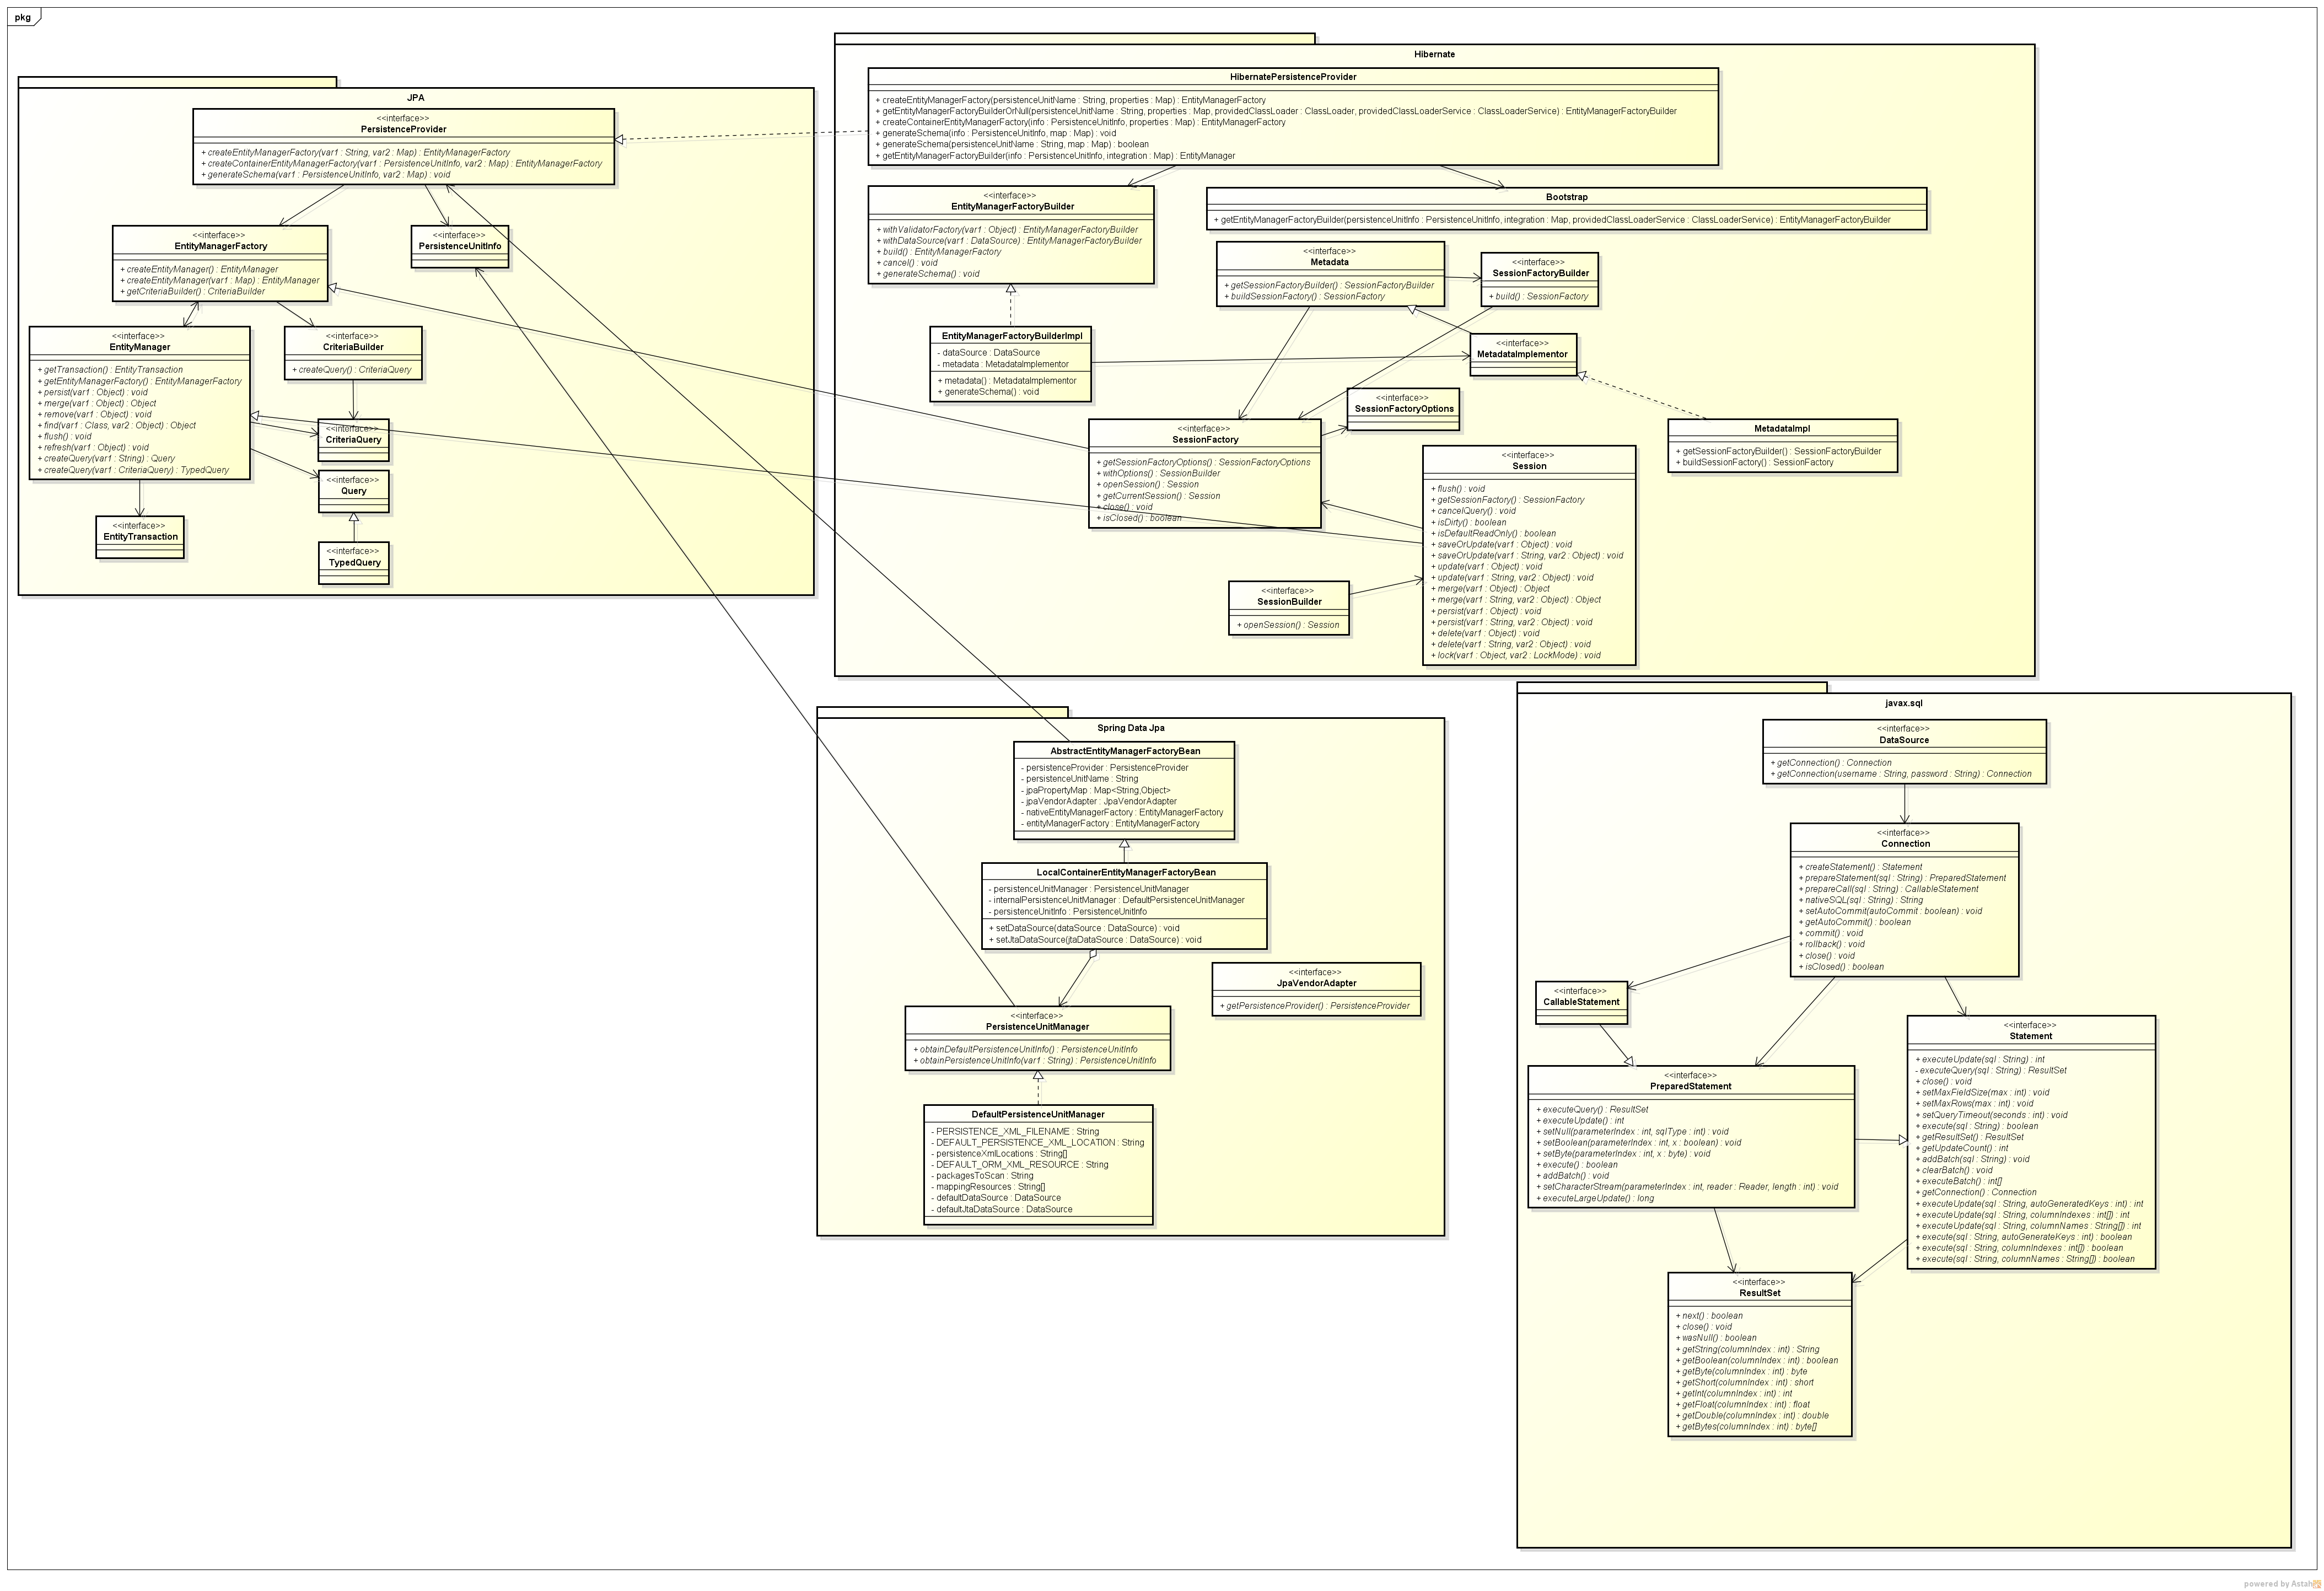 pkg
JPA
<<interface>>
PersistenceProvider
+ createEntityManagerFactory(var1 : String, var2 : Map) : EntityManagerFactory
+ createContainerEntityManagerFactory(var1 : PersistenceUnitInfo, var2 : Map) : EntityManagerFactory
+ generateSchema(var1 : PersistenceUnitInfo, var2 : Map) : void
<<interface>>
EntityManagerFactory
+ createEntityManager() : EntityManager
+ createEntityManager(var1 : Map) : EntityManager
+ getCriteriaBuilder() : CriteriaBuilder
<<interface>>
PersistenceUnitInfo
<<interface>>
EntityManager
+ getTransaction() : EntityTransaction
+ getEntityManagerFactory() : EntityManagerFactory
+ persist(var1 : Object) : void
+ merge(var1 : Object) : Object
+ remove(var1 : Object) : void
+ find(var1 : Class, var2 : Object) : Object
+ flush() : void
+ refresh(var1 : Object) : void
+ createQuery(var1 : String) : Query
+ createQuery(var1 : CriteriaQuery) : TypedQuery
<<interface>>
CriteriaBuilder
+ createQuery() : CriteriaQuery
<<interface>>
CriteriaQuery
<<interface>>
Query
<<interface>>
EntityTransaction
<<interface>>
TypedQuery
Hibernate
HibernatePersistenceProvider
+ createEntityManagerFactory(persistenceUnitName : String, properties : Map) : EntityManagerFactory
+ getEntityManagerFactoryBuilderOrNull(persistenceUnitName : String, properties : Map, providedClassLoader : ClassLoader, providedClassLoaderService : ClassLoaderService) : EntityManagerFactoryBuilder
+ createContainerEntityManagerFactory(info : PersistenceUnitInfo, properties : Map) : EntityManagerFactory
+ generateSchema(info : PersistenceUnitInfo, map : Map) : void
+ generateSchema(persistenceUnitName : String, map : Map) : boolean
+ getEntityManagerFactoryBuilder(info : PersistenceUnitInfo, integration : Map) : EntityManager
<<interface>>
EntityManagerFactoryBuilder
+ withValidatorFactory(var1 : Object) : EntityManagerFactoryBuilder
+ withDataSource(var1 : DataSource) : EntityManagerFactoryBuilder
+ build() : EntityManagerFactory
+ cancel() : void
+ generateSchema() : void
Bootstrap
+ getEntityManagerFactoryBuilder(persistenceUnitInfo : PersistenceUnitInfo, integration : Map, providedClassLoaderService : ClassLoaderService) : EntityManagerFactoryBuilder
<<interface>>
Metadata
+ getSessionFactoryBuilder() : SessionFactoryBuilder
+ buildSessionFactory() : SessionFactory
<<interface>>
SessionFactoryBuilder
+ build() : SessionFactory
EntityManagerFactoryBuilderImpl
- dataSource : DataSource
- metadata : MetadataImplementor
+ metadata() : MetadataImplementor
+ generateSchema() : void
<<interface>>
MetadataImplementor
<<interface>>
SessionFactoryOptions
<<interface>>
SessionFactory
+ getSessionFactoryOptions() : SessionFactoryOptions
+ withOptions() : SessionBuilder
+ openSession() : Session
+ getCurrentSession() : Session
+ close() : void
+ isClosed() : boolean
MetadataImpl
+ getSessionFactoryBuilder() : SessionFactoryBuilder
+ buildSessionFactory() : SessionFactory
<<interface>>
Session
+ flush() : void
+ getSessionFactory() : SessionFactory
+ cancelQuery() : void
+ isDirty() : boolean
+ isDefaultReadOnly() : boolean
+ saveOrUpdate(var1 : Object) : void
+ saveOrUpdate(var1 : String, var2 : Object) : void
+ update(var1 : Object) : void
+ update(var1 : String, var2 : Object) : void
+ merge(var1 : Object) : Object
+ merge(var1 : String, var2 : Object) : Object
+ persist(var1 : Object) : void
+ persist(var1 : String, var2 : Object) : void
+ delete(var1 : Object) : void
+ delete(var1 : String, var2 : Object) : void
+ lock(var1 : Object, var2 : LockMode) : void
<<interface>>
SessionBuilder
+ openSession() : Session
Spring Data Jpa
AbstractEntityManagerFactoryBean
- persistenceProvider : PersistenceProvider
- persistenceUnitName : String
- jpaPropertyMap : Map<String,Object>
- jpaVendorAdapter : JpaVendorAdapter
- nativeEntityManagerFactory : EntityManagerFactory
- entityManagerFactory : EntityManagerFactory
LocalContainerEntityManagerFactoryBean
- persistenceUnitManager : PersistenceUnitManager
- internalPersistenceUnitManager : DefaultPersistenceUnitManager
- persistenceUnitInfo : PersistenceUnitInfo
+ setDataSource(dataSource : DataSource) : void
+ setJtaDataSource(jtaDataSource : DataSource) : void
<<interface>>
JpaVendorAdapter
+ getPersistenceProvider() : PersistenceProvider
<<interface>>
PersistenceUnitManager
+ obtainDefaultPersistenceUnitInfo() : PersistenceUnitInfo
+ obtainPersistenceUnitInfo(var1 : String) : PersistenceUnitInfo
DefaultPersistenceUnitManager
- PERSISTENCE_XML_FILENAME : String
- DEFAULT_PERSISTENCE_XML_LOCATION : String
- persistenceXmlLocations : String[]
- DEFAULT_ORM_XML_RESOURCE : String
- packagesToScan : String
- mappingResources : String[]
- defaultDataSource : DataSource
- defaultJtaDataSource : DataSource
javax.sql
<<interface>>
DataSource
+ getConnection() : Connection
+ getConnection(username : String, password : String) : Connection
<<interface>>
Connection
+ createStatement() : Statement
+ prepareStatement(sql : String) : PreparedStatement
+ prepareCall(sql : String) : CallableStatement
+ nativeSQL(sql : String) : String
+ setAutoCommit(autoCommit : boolean) : void
+ getAutoCommit() : boolean
+ commit() : void
+ rollback() : void
+ close() : void
+ isClosed() : boolean
<<interface>>
CallableStatement
<<interface>>
PreparedStatement
+ executeQuery() : ResultSet
+ executeUpdate() : int
+ setNull(parameterIndex : int, sqlType : int) : void
+ setBoolean(parameterIndex : int, x : boolean) : void
+ setByte(parameterIndex : int, x : byte) : void
+ execute() : boolean
+ addBatch() : void
+ setCharacterStream(parameterIndex : int, reader : Reader, length : int) : void
+ executeLargeUpdate() : long
<<interface>>
Statement
+ executeUpdate(sql : String) : int
- executeQuery(sql : String) : ResultSet
+ close() : void
+ setMaxFieldSize(max : int) : void
+ setMaxRows(max : int) : void
+ setQueryTimeout(seconds : int) : void
+ execute(sql : String) : boolean
+ getResultSet() : ResultSet
+ getUpdateCount() : int
+ addBatch(sql : String) : void
+ clearBatch() : void
+ executeBatch() : int[]
+ getConnection() : Connection
+ executeUpdate(sql : String, autoGeneratedKeys : int) : int
+ executeUpdate(sql : String, columnIndexes : int[]) : int
+ executeUpdate(sql : String, columnNames : String[]) : int
+ execute(sql : String, autoGenerateKeys : int) : boolean
+ execute(sql : String, columnIndexes : int[]) : boolean
+ execute(sql : String, columnNames : String[]) : boolean
<<interface>>
ResultSet
+ next() : boolean
+ close() : void
+ wasNull() : boolean
+ getString(columnIndex : int) : String
+ getBoolean(columnIndex : int) : boolean
+ getByte(columnIndex : int) : byte
+ getShort(columnIndex : int) : short
+ getInt(columnIndex : int) : int
+ getFloat(columnIndex : int) : float
+ getDouble(columnIndex : int) : double
+ getBytes(columnIndex : int) : byte[]
powered by Astah